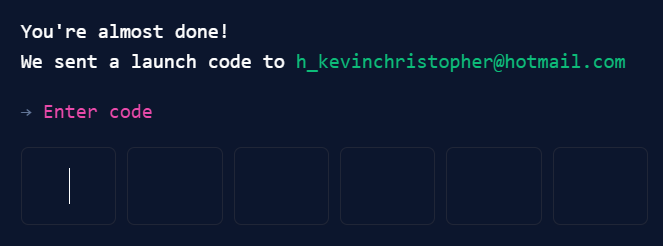 You're almost done!
We sent a launch code to h_kevinchristopher@hotmail.com
→ Enter code